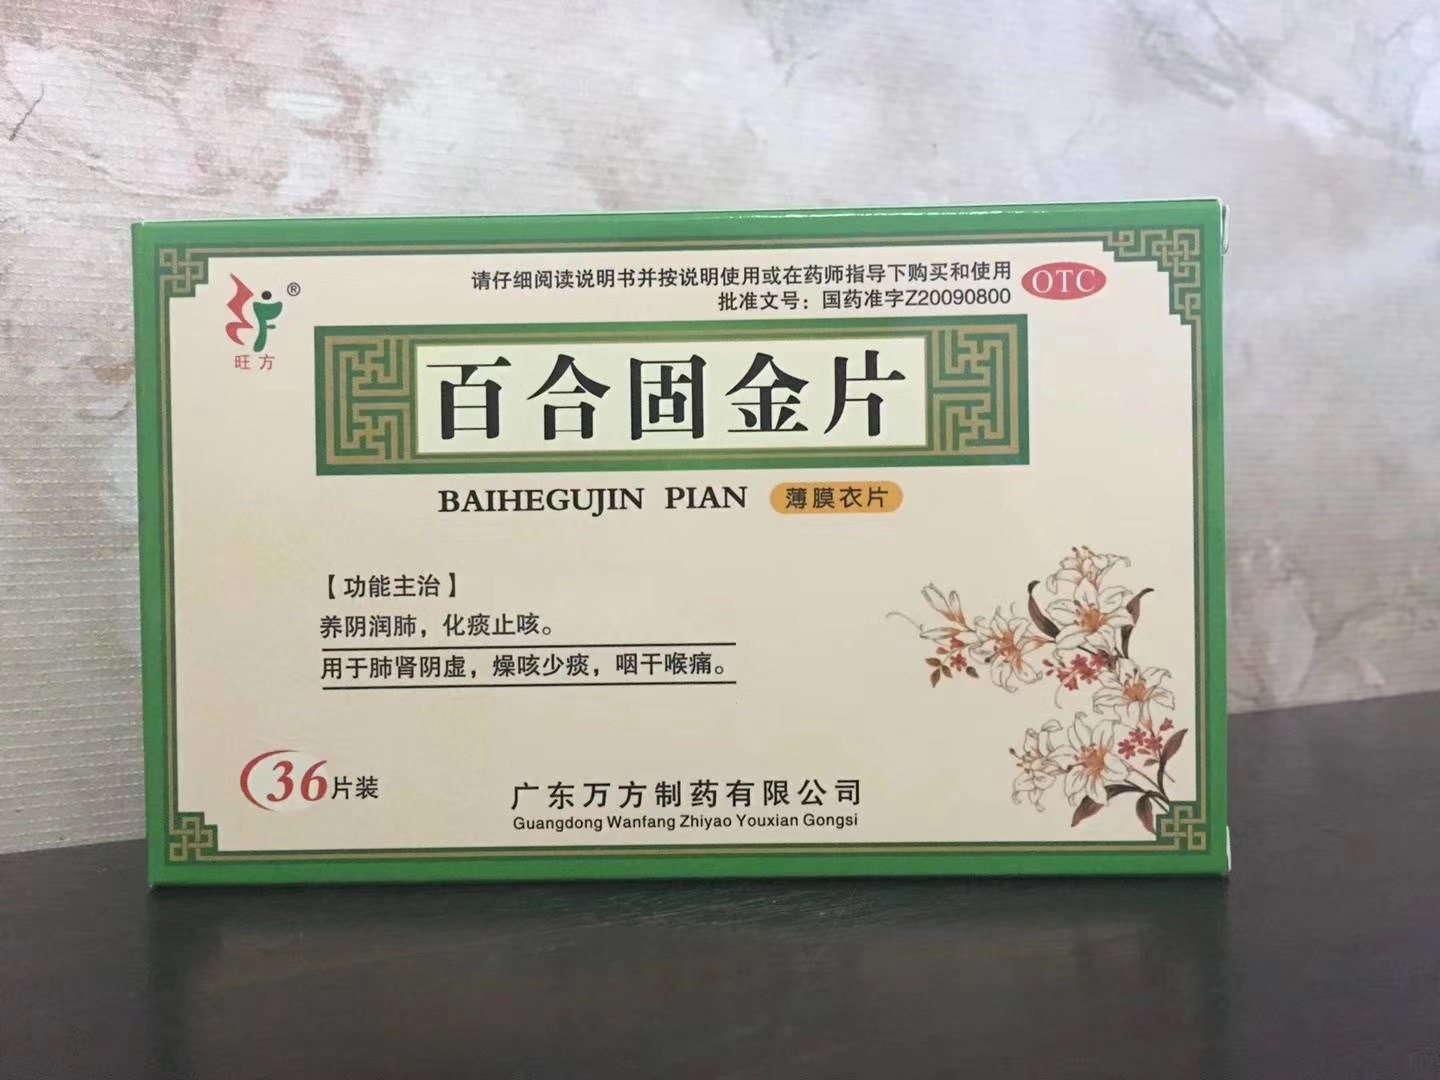 请仔细阅读说明书并按说明使用或在药师指导下购买和使用
OTC
批准文号：国药准字Z20090800
®
旺方
百合固金片
BAIHEGUJIN PIAN 薄膜衣片
【功能主治】
养阴润肺，化痰止咳。
用于肺肾阴虚，燥咳少痰，咽干喉痛。
36片装
广东万方制药有限公司
Guangdong Wanfang Zhiyao Youxian Gongsi